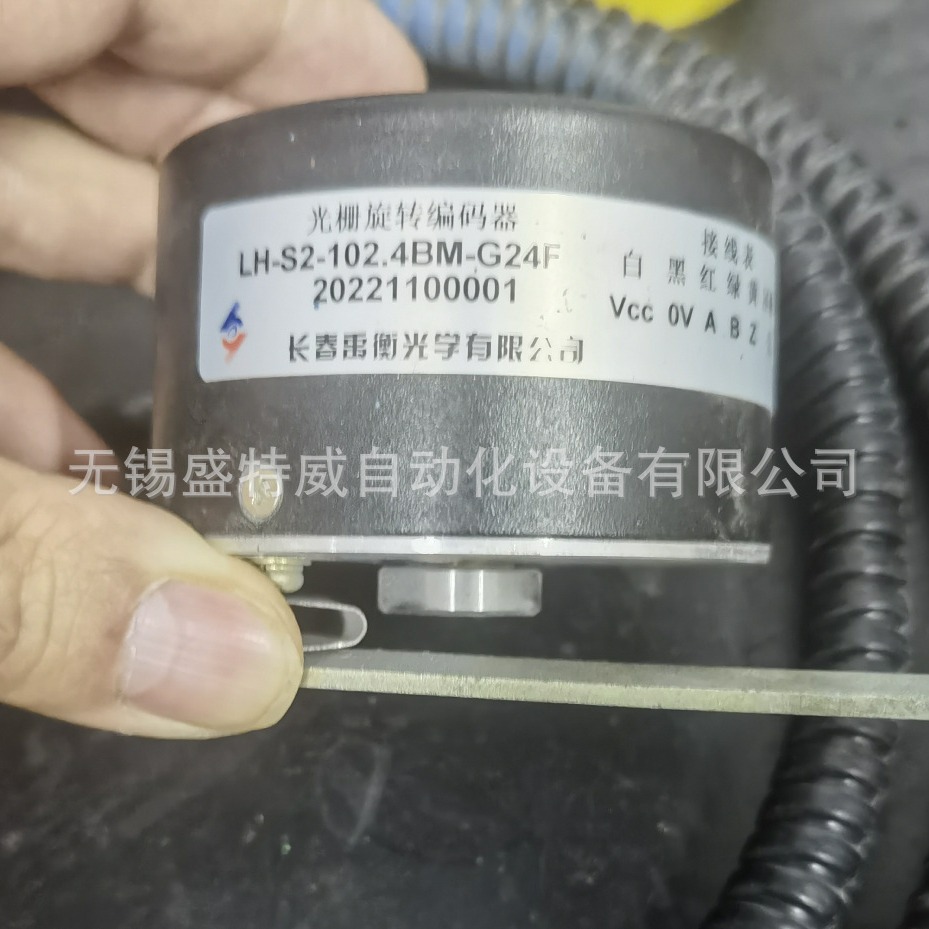 光栅旋转编码器
LH-S2-102.4BM-G24F
20221100001
长春禹衡光学有限公司
接线表
白 黑 红 绿 黄
Vcc 0V A B Z
无锡盛特威自动化设备有限公司